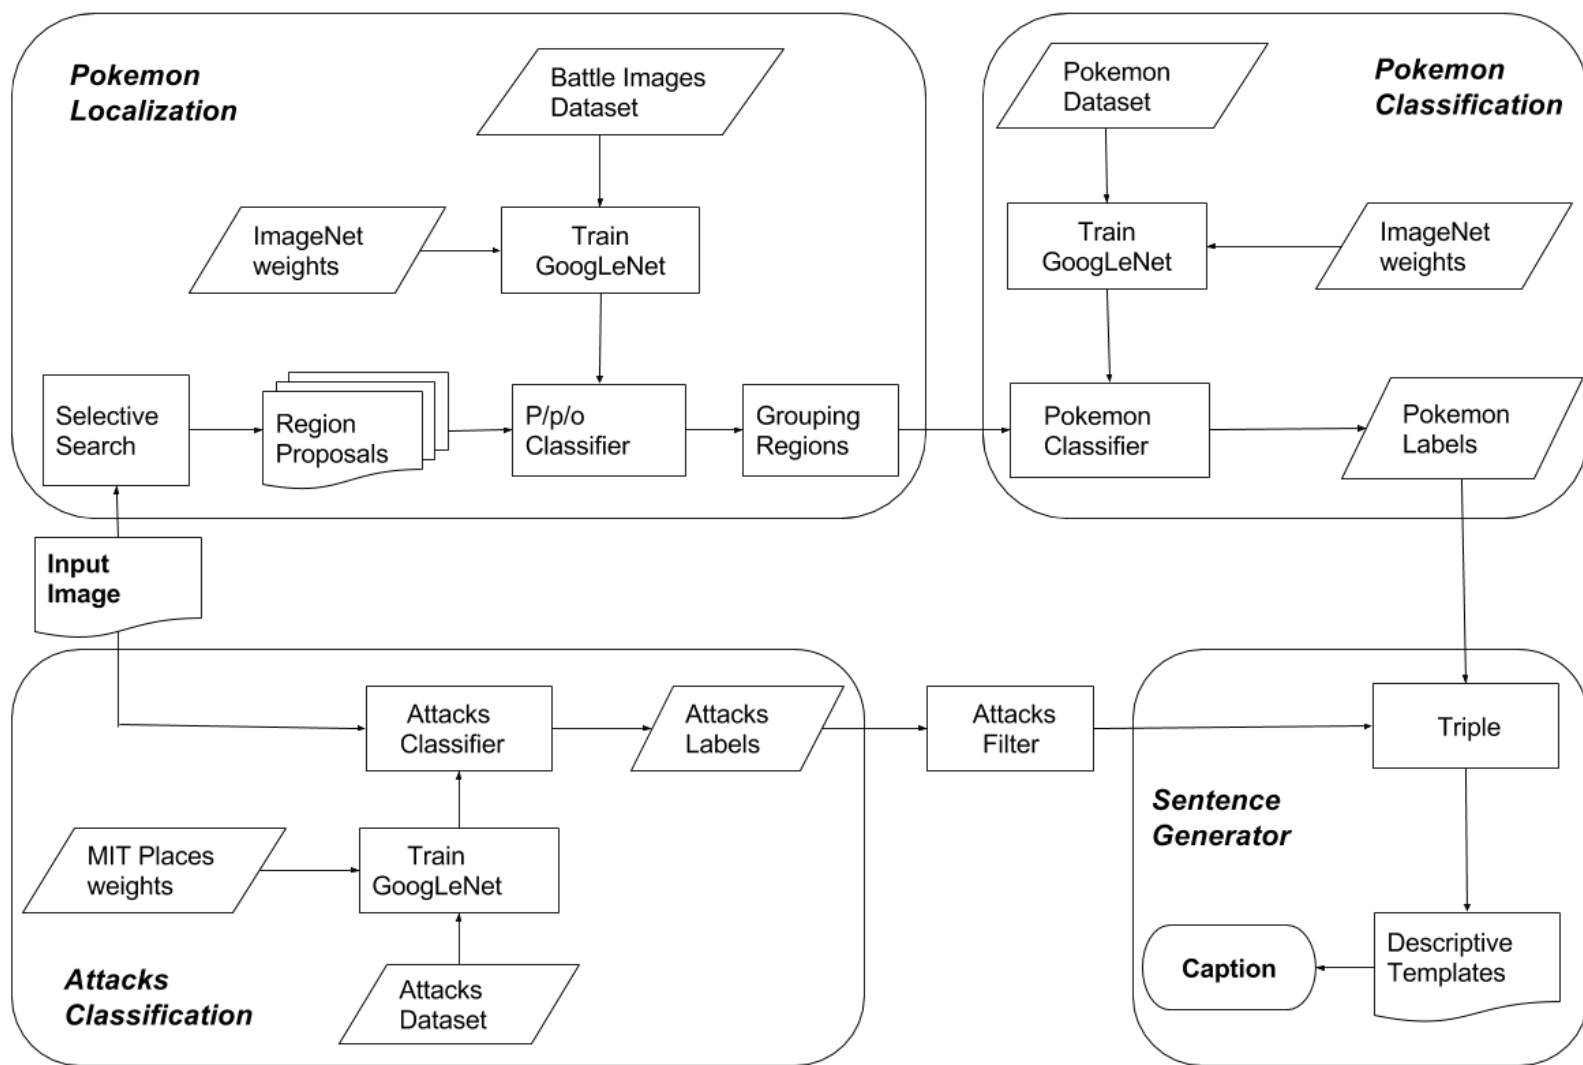 Pokemon
Localization
Battle Images
Dataset
ImageNet
weights
Train
GoogLeNet
Selective
Search
Region
Proposals
P/p/o
Classifier
Grouping
Regions
Pokemon
Classification
Pokemon
Dataset
Train
GoogLeNet
ImageNet
weights
Pokemon
Classifier
Pokemon
Labels
Input
Image
Attacks
Classifier
Attacks
Labels
Attacks
Filter
MIT Places
weights
Train
GoogLeNet
Attacks
Dataset
Attacks
Classification
Triple
Sentence
Generator
Descriptive
Templates
Caption